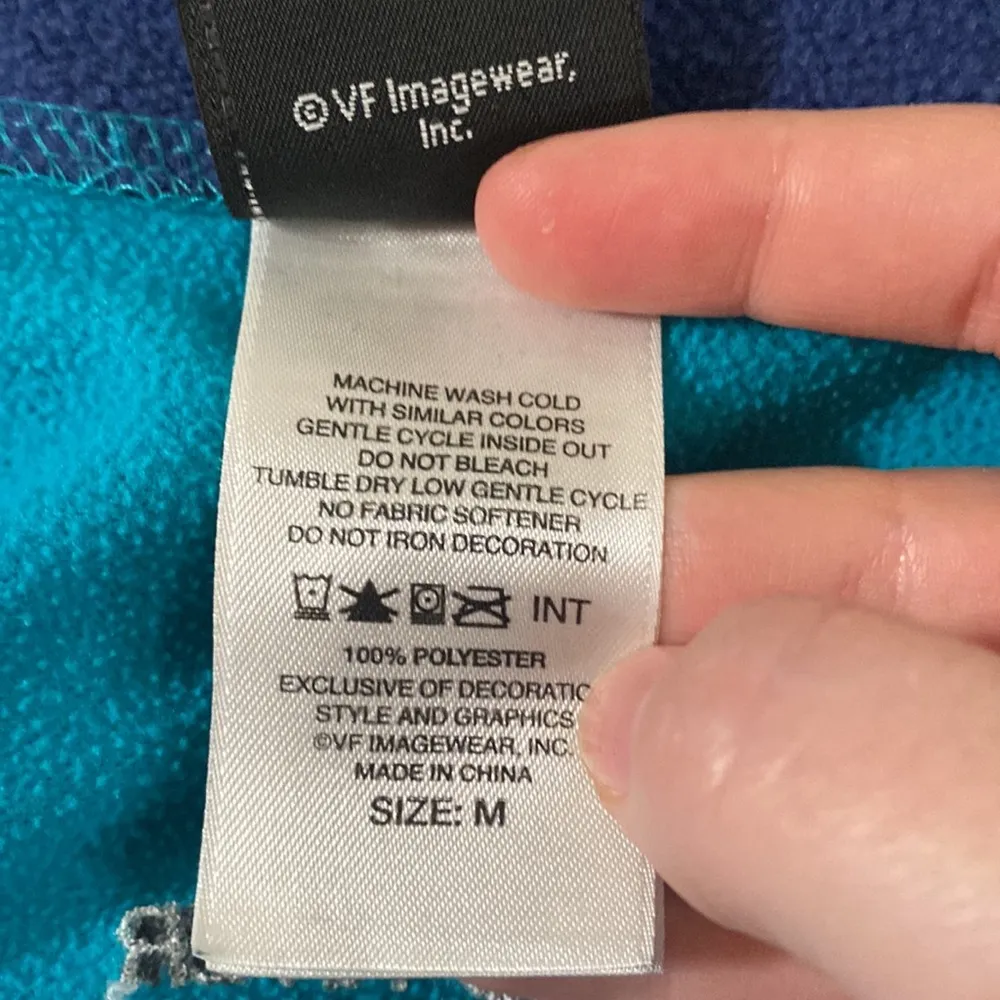 ©VF Imagewear,
Inc.
MACHINE WASH COLD
WITH SIMILAR COLORS
GENTLE CYCLE INSIDE OUT
DO NOT BLEACH
TUMBLE DRY LOW GENTLE CYCLE
NO FABRIC SOFTENER
DO NOT IRON DECORATION
INT
100% POLYESTER
EXCLUSIVE OF DECORATIO
STYLE AND GRAPHICS
©VF IMAGEWEAR, INC.
MADE IN CHINA
SIZE: M